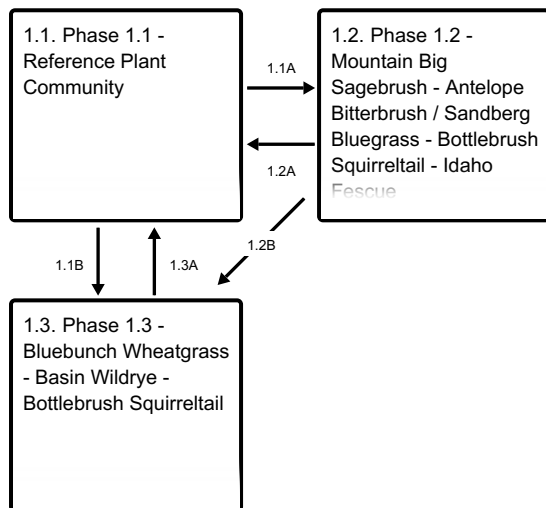 1.1. Phase 1.1 -
Reference Plant
Community
1.1A
1.2. Phase 1.2 -
Mountain Big
Sagebrush - Antelope
Bitterbrush / Sandberg
Bluegrass - Bottlebrush
Squirreltail - Idaho
Fescue
1.2A
1.2B
1.1B
1.3A
1.3. Phase 1.3 -
Bluebunch Wheatgrass
- Basin Wildrye -
Bottlebrush Squirreltail